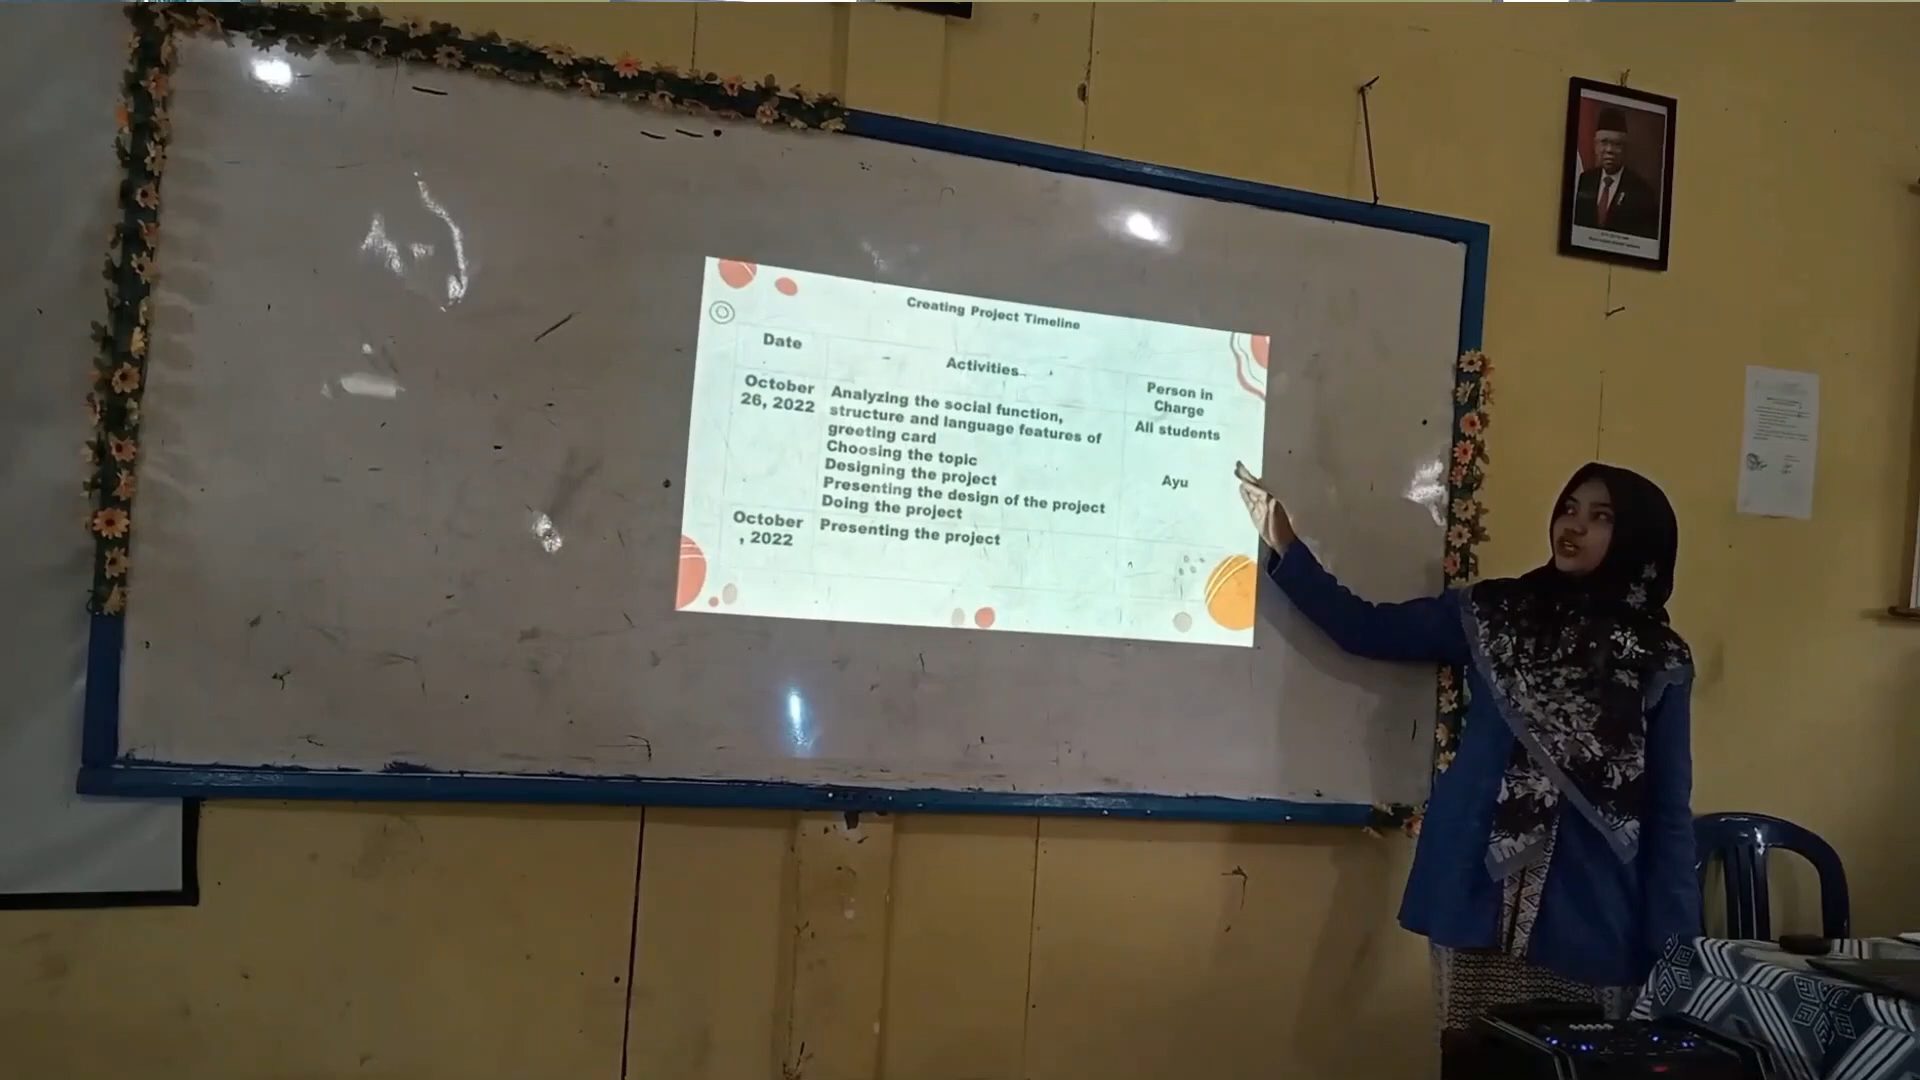 Creating Project Timeline
Date
Activities
Person in
Charge
October
26, 2022
Analyzing the social function,
structure and language features of
greeting card
Choosing the topic
Designing the project
Presenting the design of the project
Doing the project
All students
Ayu
October
, 2022
Presenting the project